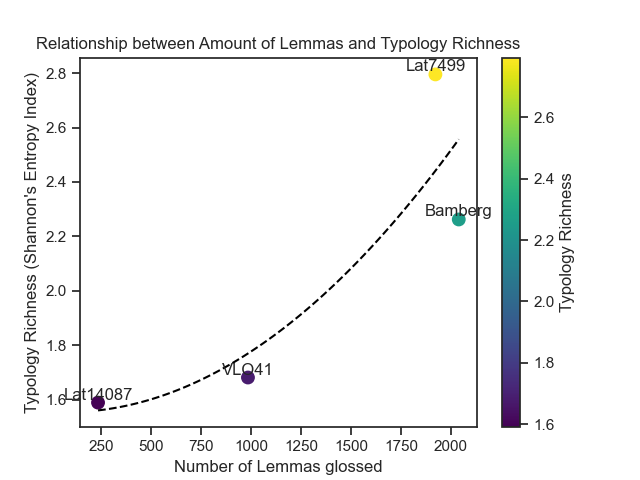 Relationship between Amount of Lemmas and Typology Richness
Typology Richness (Shannon's Entropy Index)
2.8
2.6
2.4
2.2
2.0
1.8
1.6
Lat7499
Bamberg
VLQ41
Lat14087
250 500 750 1000 1250 1500 1750 2000
Number of Lemmas glossed
2.6
2.4
2.2
2.0
1.8
1.6
Typology Richness